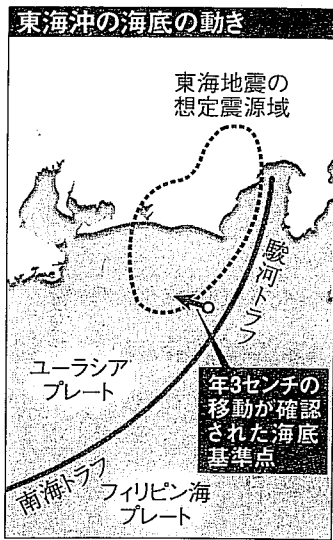 東海沖の海底の動き
東海地震の
想定震源域
駿河トラフ
ユーラシア
プレート
年3センチの
移動が確認
された海底
基準点
南海トラフ
フィリピン海
プレート